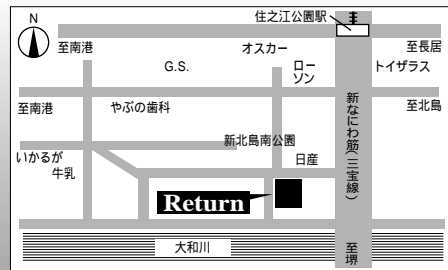 N
住之江公園駅
至南港
オスカー
至長居
G.S.
ロー
ソン
トイザラス
至南港
やぶの歯科
至北島
新なにわ筋(三宝線)
新北島南公園
いかるが
牛乳
日産
Return
大和川
至堺